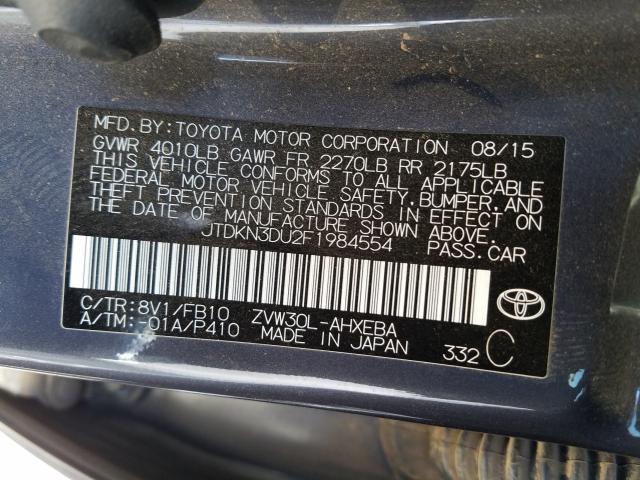 MFD. BY: TOYOTA MOTOR CORPORATION 08/15
GVWR 4010LB GAWR FR 2270LB RR 2175LB
THIS VEHICLE CONFORMS TO ALL APPLICABLE
FEDERAL MOTOR VEHICLE SAFETY, BUMPER, AND
THEFT PREVENTION STANDARDS IN EFFECT ON
THE DATE OF MANUFACTURE SHOWN ABOVE.
JTDKN3DU2F1984554 PASS. CAR
C/TR: 8V1/FB10 ZVW30L-AHXEBA
A/TM: -01A/P410 MADE IN JAPAN 332 C